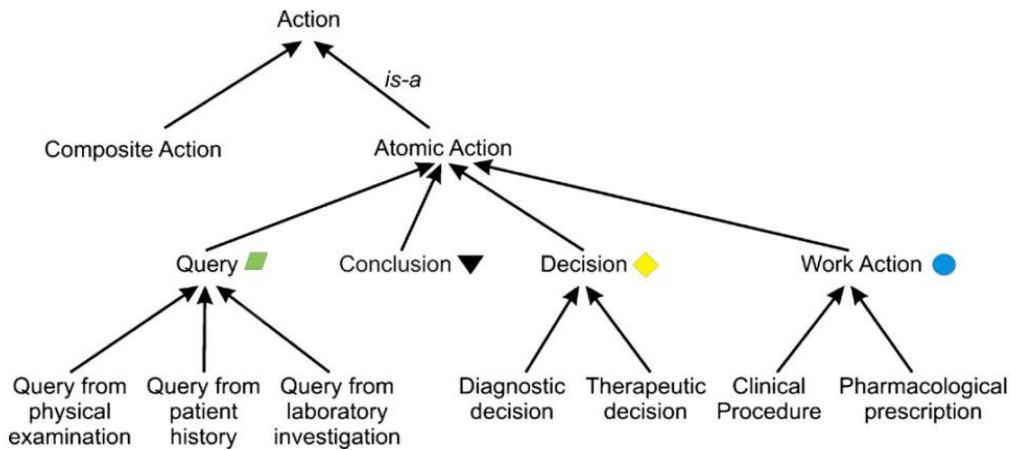 Action
is-a
Composite Action
Atomic Action
Query
Conclusion
Decision
Work Action
Query from
physical
examination
Query from
patient
history
Query from
laboratory
investigation
Diagnostic
decision
Therapeutic
decision
Clinical
Procedure
Pharmacological
prescription